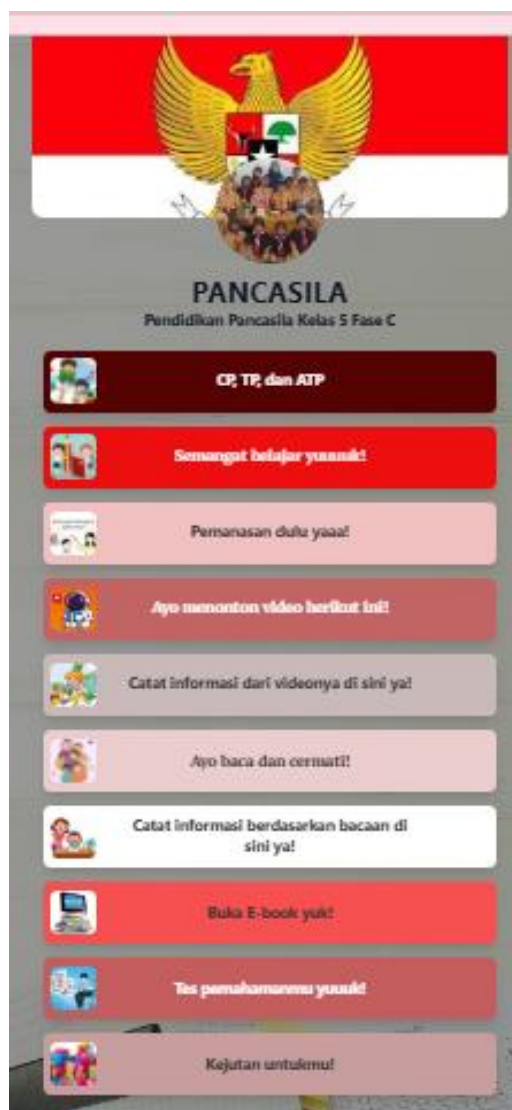 PANCASILA
Pendidikan Pancasila Kelas 5 Fase C
CP, TP, dan ATP
Semangat belajar yuuuuk!
Pemanasan dulu yaaa!
Ayo menonton video berikut ini!
Catat informasi dari videonya di sini ya!
Ayo baca dan cermati!
Catat informasi berdasarkan bacaan di
sini ya!
Buka E-book yuk!
Tes pemahamanmu yuuuk!
Kejutan untukmu!